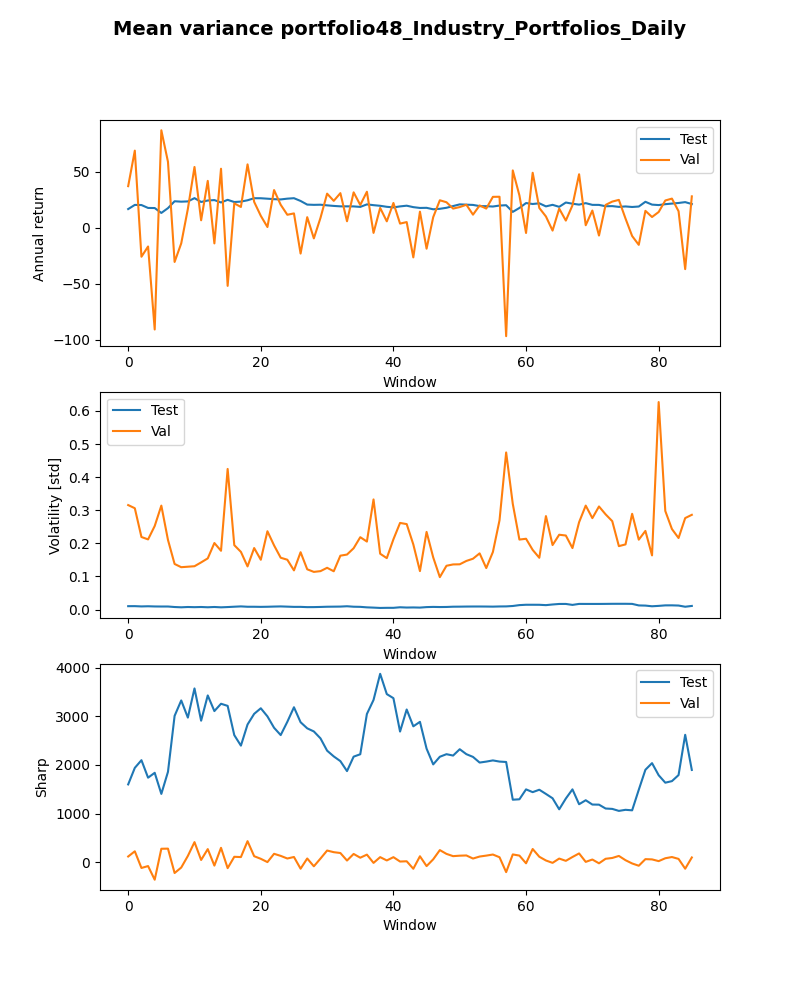 Mean variance portfolio48_Industry_Portfolios_Daily
Annual return
50
0
−50
−100
Test
Val
0 20 40 60 80
Window
Volatility [std]
0.6
0.5
0.4
0.3
0.2
0.1
0.0
Test
Val
0 20 40 60 80
Window
Sharp
4000
3000
2000
1000
0
Test
Val
0 20 40 60 80
Window